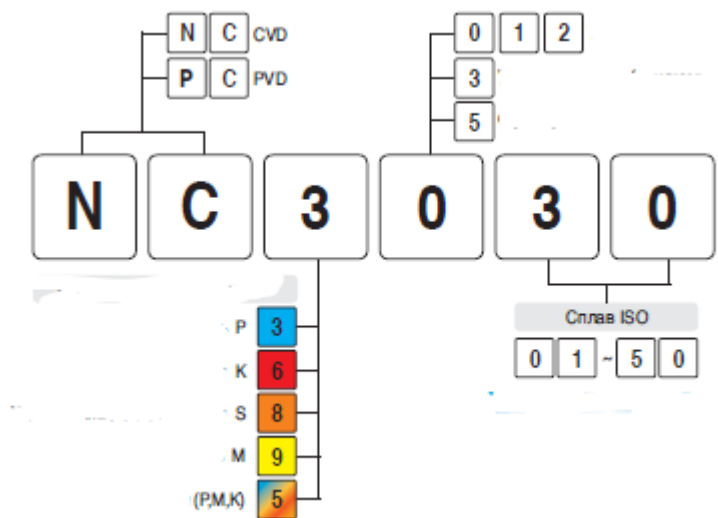 N C CVD
P C PVD
0 1 2
3
5
N C 3 0 3 0
P 3
K 6
S 8
M 9
(P,M,K) 5
Сплав ISO
0 1 ~ 5 0